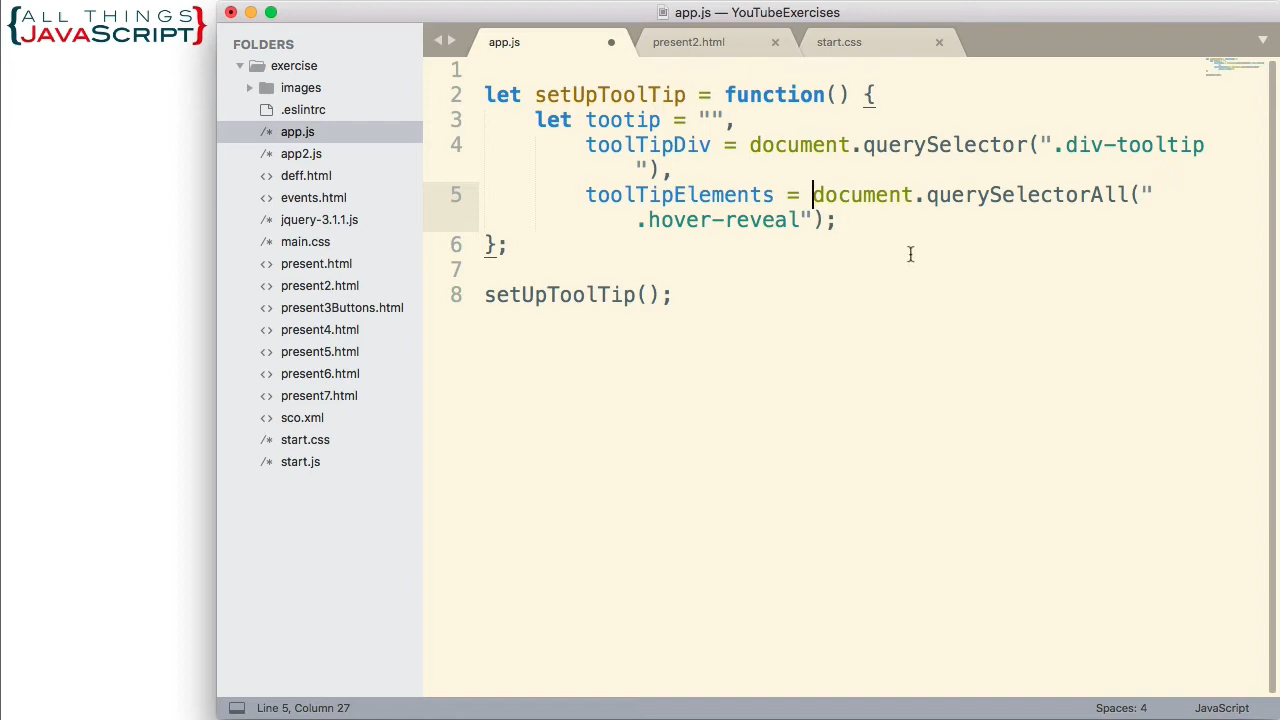 ALL THINGS
{JAVASCRIPT}
app.js — YouTubeExercises
FOLDERS
exercise
images
.eslintrc
/* app.js
/* app2.js
<> deff.html
<> events.html
/* jquery-3.1.1.js
<> main.css
<> present.html
<> present2.html
<> present3Buttons.html
<> present4.html
<> present5.html
<> present6.html
<> present7.html
<> sco.xml
/* start.css
/* start.js
app.js
present2.html ×
start.css ×
1
2 let setUpToolTip = function() {
3 let tootip = "",
4 toolTipDiv = document.querySelector(".div-tooltip
"),
5 toolTipElements = document.querySelectorAll("
.hover-reveal");
6 };
7
8 setUpToolTip();
Line 5, Column 27
Spaces: 4
JavaScript